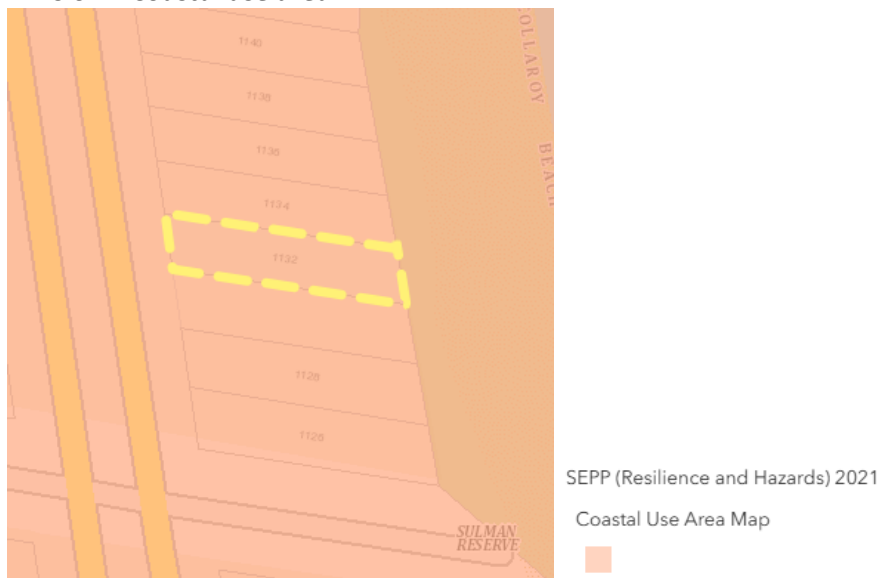 1140
COLLAROY
BEACH
1138
1136
1134
1132
1128
1126
SULMAN
RESERVE
SEPP (Resilience and Hazards) 2021
Coastal Use Area Map